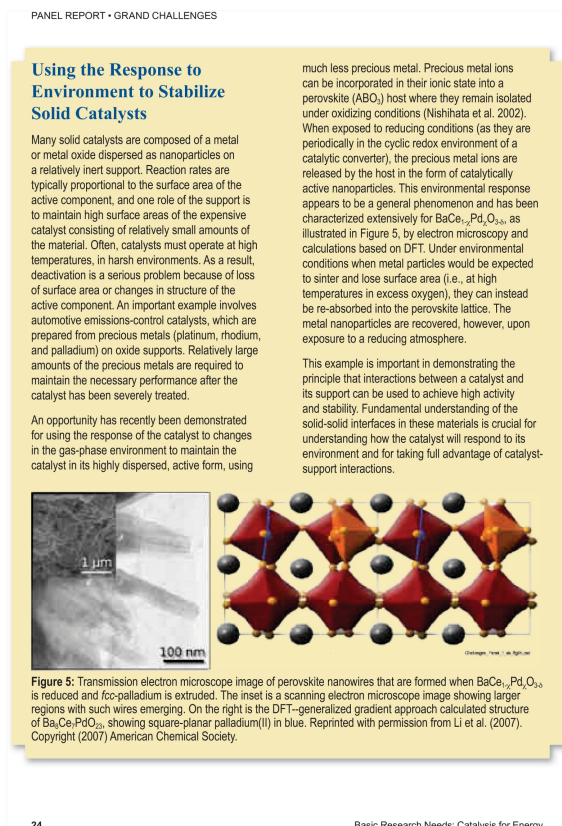 PANEL REPORT • GRAND CHALLENGES
Using the Response to
Environment to Stabilize
Solid Catalysts
Many solid catalysts are composed of a metal
or metal oxide dispersed as nanoparticles on
a relatively inert support. Reaction rates are
typically proportional to the surface area of the
active component, and one role of the support is
to maintain high surface areas of the expensive
catalyst consisting of relatively small amounts of
the material. Often, catalysts must operate at high
temperatures, in harsh environments. As a result,
deactivation is a serious problem because of loss
of surface area or changes in structure of the
active component. An important example involves
automotive emissions-control catalysts, which are
prepared from precious metals (platinum, rhodium,
and palladium) on oxide supports. Relatively large
amounts of the precious metals are required to
maintain the necessary performance after the
catalyst has been severely treated.
An opportunity has recently been demonstrated
for using the response of the catalyst to changes
in the gas-phase environment to maintain the
catalyst in its highly dispersed, active form, using
much less precious metal. Precious metal ions
can be incorporated in their ionic state into a
perovskite (ABO₃) host where they remain isolated
under oxidizing conditions (Nishihata et al. 2002).
When exposed to reducing conditions (as they are
periodically in the cyclic redox environment of a
catalytic converter), the precious metal ions are
released by the host in the form of catalytically
active nanoparticles. This environmental response
appears to be a general phenomenon and has been
characterized extensively for BaCe₁₋ᵪPdᵪO₃₋δ, as
illustrated in Figure 5, by electron microscopy and
calculations based on DFT. Under environmental
conditions when metal particles would be expected
to sinter and lose surface area (i.e., at high
temperatures in excess oxygen), they can instead
be re-absorbed into the perovskite lattice. The
metal nanoparticles are recovered, however, upon
exposure to a reducing atmosphere.
This example is important in demonstrating the
principle that interactions between a catalyst and
its support can be used to achieve high activity
and stability. Fundamental understanding of the
solid-solid interfaces in these materials is crucial for
understanding how the catalyst will respond to its
environment and for taking full advantage of catalyst-
support interactions.
1 µm
100 nm
Figure 5: Transmission electron microscope image of perovskite nanowires that are formed when BaCe₁₋ᵪPdᵪO₃₋δ
is reduced and fcc-palladium is extruded. The inset is a scanning electron microscope image showing larger
regions with such wires emerging. On the right is the DFT--generalized gradient approach calculated structure
of Ba₈Ce₇PdO₂₃, showing square-planar palladium(II) in blue. Reprinted with permission from Li et al. (2007).
Copyright (2007) American Chemical Society.
24
Basic Research Needs: Catalysis for Energy